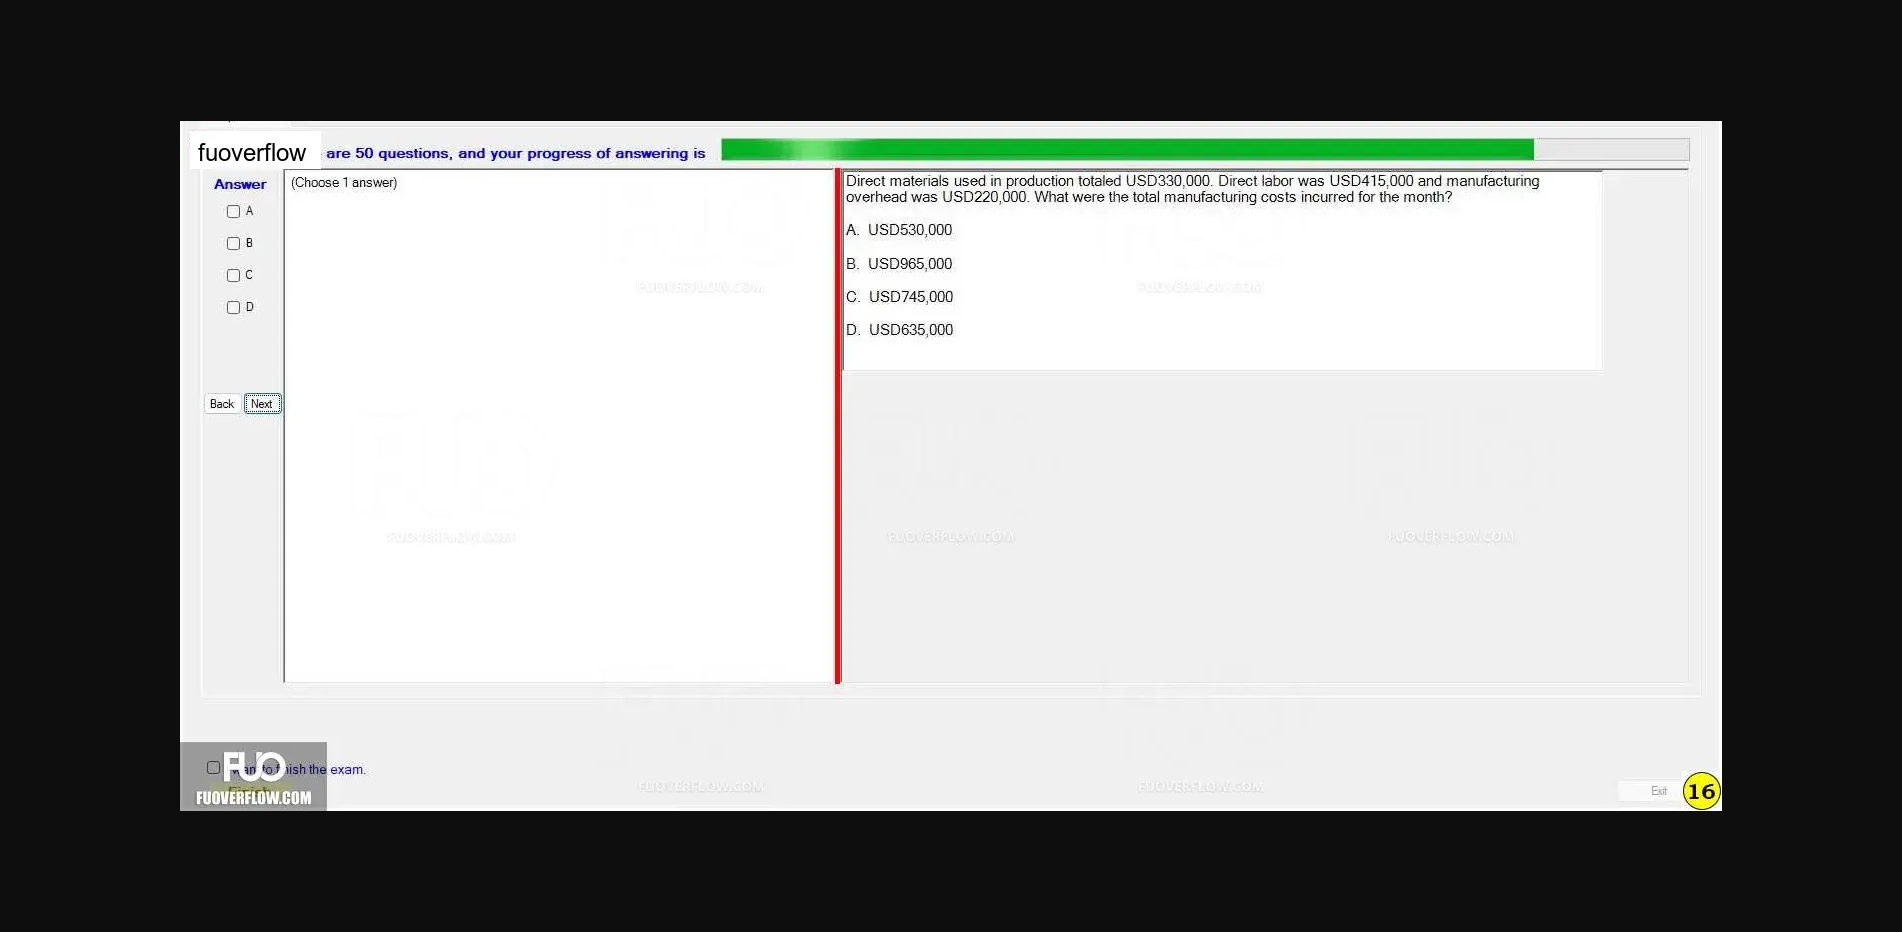 fuoverflow are 50 questions, and your progress of answering is
Answer
(Choose 1 answer)
A
B
C
D
Back Next
Direct materials used in production totaled USD330,000. Direct labor was USD415,000 and manufacturing
overhead was USD220,000. What were the total manufacturing costs incurred for the month?
A. USD530,000
B. USD965,000
C. USD745,000
D. USD635,000
FUOVERFLOW.COM FUOVERFLOW.COM
FUOVERFLOW.COM FUOVERFLOW.COM FUOVERFLOW.COM
FUOVERFLOW.COM FUOVERFLOW.COM
FUO
want to finish the exam.
Finish
FUOVERFLOW.COM
Exit 16